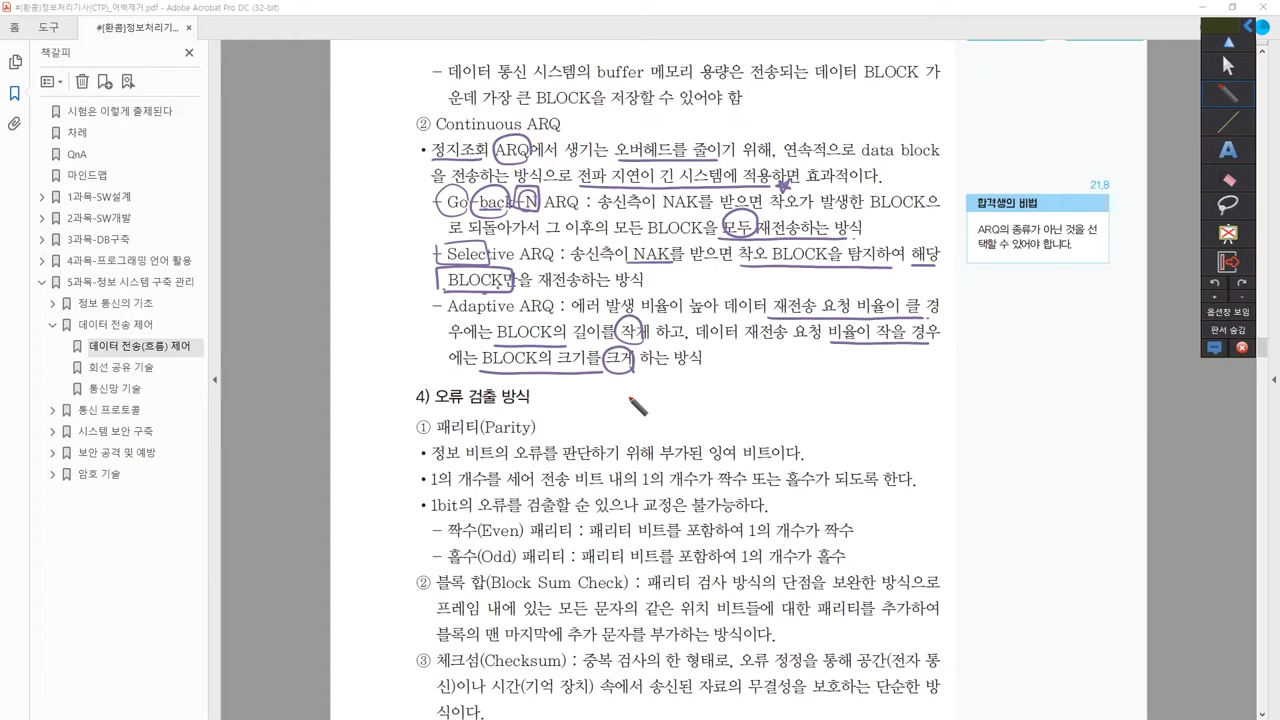 #[환콩]정보처리기사(CTP)_여백제거.pdf - Adobe Acrobat Pro DC (32-bit)
홈 도구 #[환콩]정보처리기... ×
책갈피 ×
시험은 이렇게 출제된다
차례
QnA
마인드맵
1과목-SW설계
2과목-SW개발
3과목-DB구축
4과목-프로그래밍 언어 활용
5과목-정보 시스템 구축 관리
정보 통신의 기초
데이터 전송 제어
데이터 전송(흐름) 제어
회선 공유 기술
통신망 기술
통신 프로토콜
시스템 보안 구축
보안 공격 및 예방
암호 기술
- 데이터 통신 시스템의 buffer 메모리 용량은 전송되는 데이터 BLOCK 가
운데 가장 큰 BLOCK을 저장할 수 있어야 함
② Continuous ARQ
• 정지조회 ARQ에서 생기는 오버헤드를 줄이기 위해, 연속적으로 data block
을 전송하는 방식으로 전파 지연이 긴 시스템에 적용하면 효과적이다.
- Go-back-N ARQ : 송신측이 NAK를 받으면 착오가 발생한 BLOCK으
로 되돌아가서 그 이후의 모든 BLOCK을 모두 재전송하는 방식
- Selective ARQ : 송신측이 NAK를 받으면 착오 BLOCK을 탐지하여 해당
BLOCK만을 재전송하는 방식
- Adaptive ARQ : 에러 발생 비율이 높아 데이터 재전송 요청 비율이 클 경
우에는 BLOCK의 길이를 작게 하고, 데이터 재전송 요청 비율이 작을 경우
에는 BLOCK의 크기를 크게 하는 방식
4) 오류 검출 방식
① 패리티(Parity)
• 정보 비트의 오류를 판단하기 위해 부가된 잉여 비트이다.
• 1의 개수를 세어 전송 비트 내의 1의 개수가 짝수 또는 홀수가 되도록 한다.
• 1bit의 오류를 검출할 순 있으나 교정은 불가능하다.
- 짝수(Even) 패리티 : 패리티 비트를 포함하여 1의 개수가 짝수
- 홀수(Odd) 패리티 : 패리티 비트를 포함하여 1의 개수가 홀수
② 블록 합(Block Sum Check) : 패리티 검사 방식의 단점을 보완한 방식으로
프레임 내에 있는 모든 문자의 같은 위치 비트들에 대한 패리티를 추가하여
블록의 맨 마지막에 추가 문자를 부가하는 방식이다.
③ 체크섬(Checksum) : 중복 검사의 한 형태로, 오류 정정을 통해 공간(전자 통
신)이나 시간(기억 장치) 속에서 송신된 자료의 무결성을 보호하는 단순한 방
식이다.
21.8
합격생의 비법
ARQ의 종류가 아닌 것을 선
택할 수 있어야 합니다.
A
옵션창 보임
판서 숨김